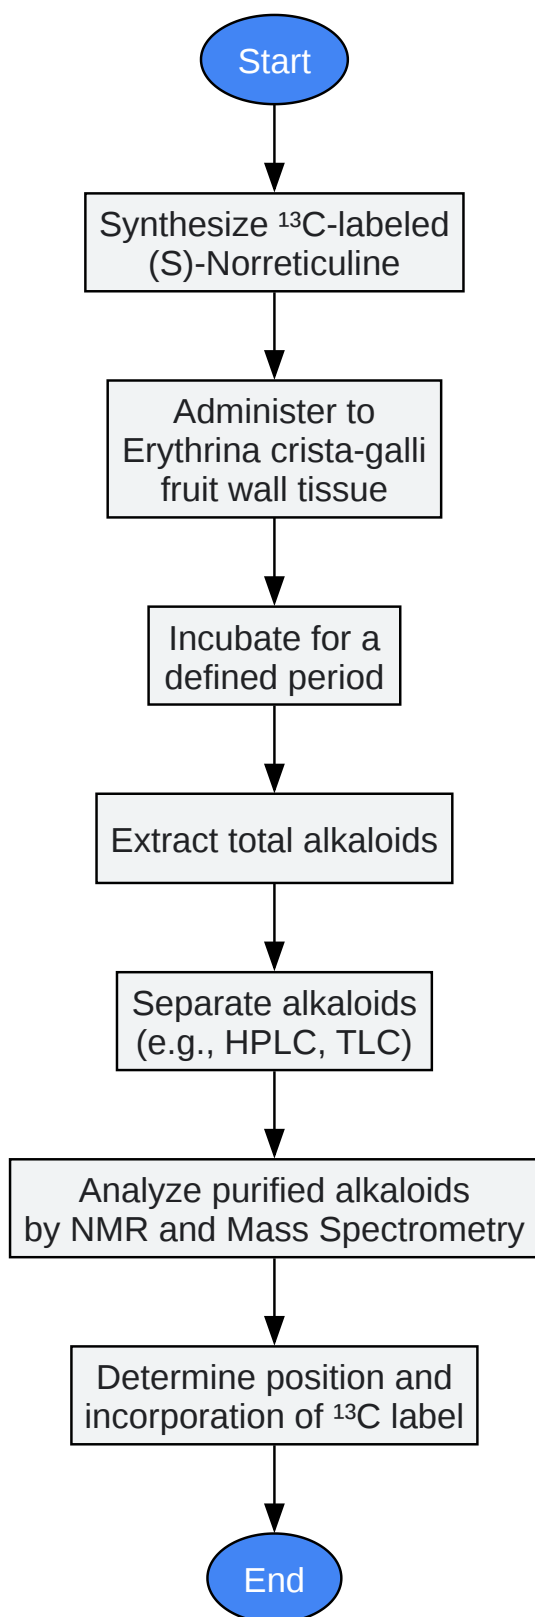 Start
Synthesize ¹³C-labeled
(S)-Norreticuline
Administer to
Erythrina crista-galli
fruit wall tissue
Incubate for a
defined period
Extract total alkaloids
Separate alkaloids
(e.g., HPLC, TLC)
Analyze purified alkaloids
by NMR and Mass Spectrometry
Determine position and
incorporation of ¹³C label
End